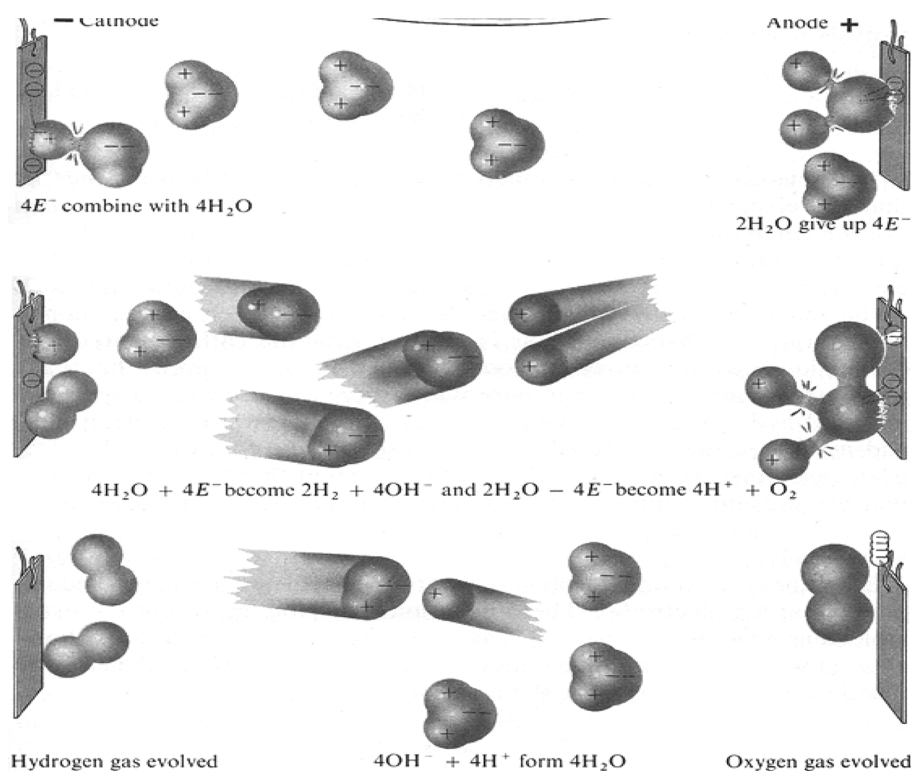 − Cathode
Anode +
4E⁻ combine with 4H₂O
2H₂O give up 4E⁻
4H₂O + 4E⁻ become 2H₂ + 4OH⁻ and 2H₂O − 4E⁻ become 4H⁺ + O₂
Hydrogen gas evolved
4OH⁻ + 4H⁺ form 4H₂O
Oxygen gas evolved